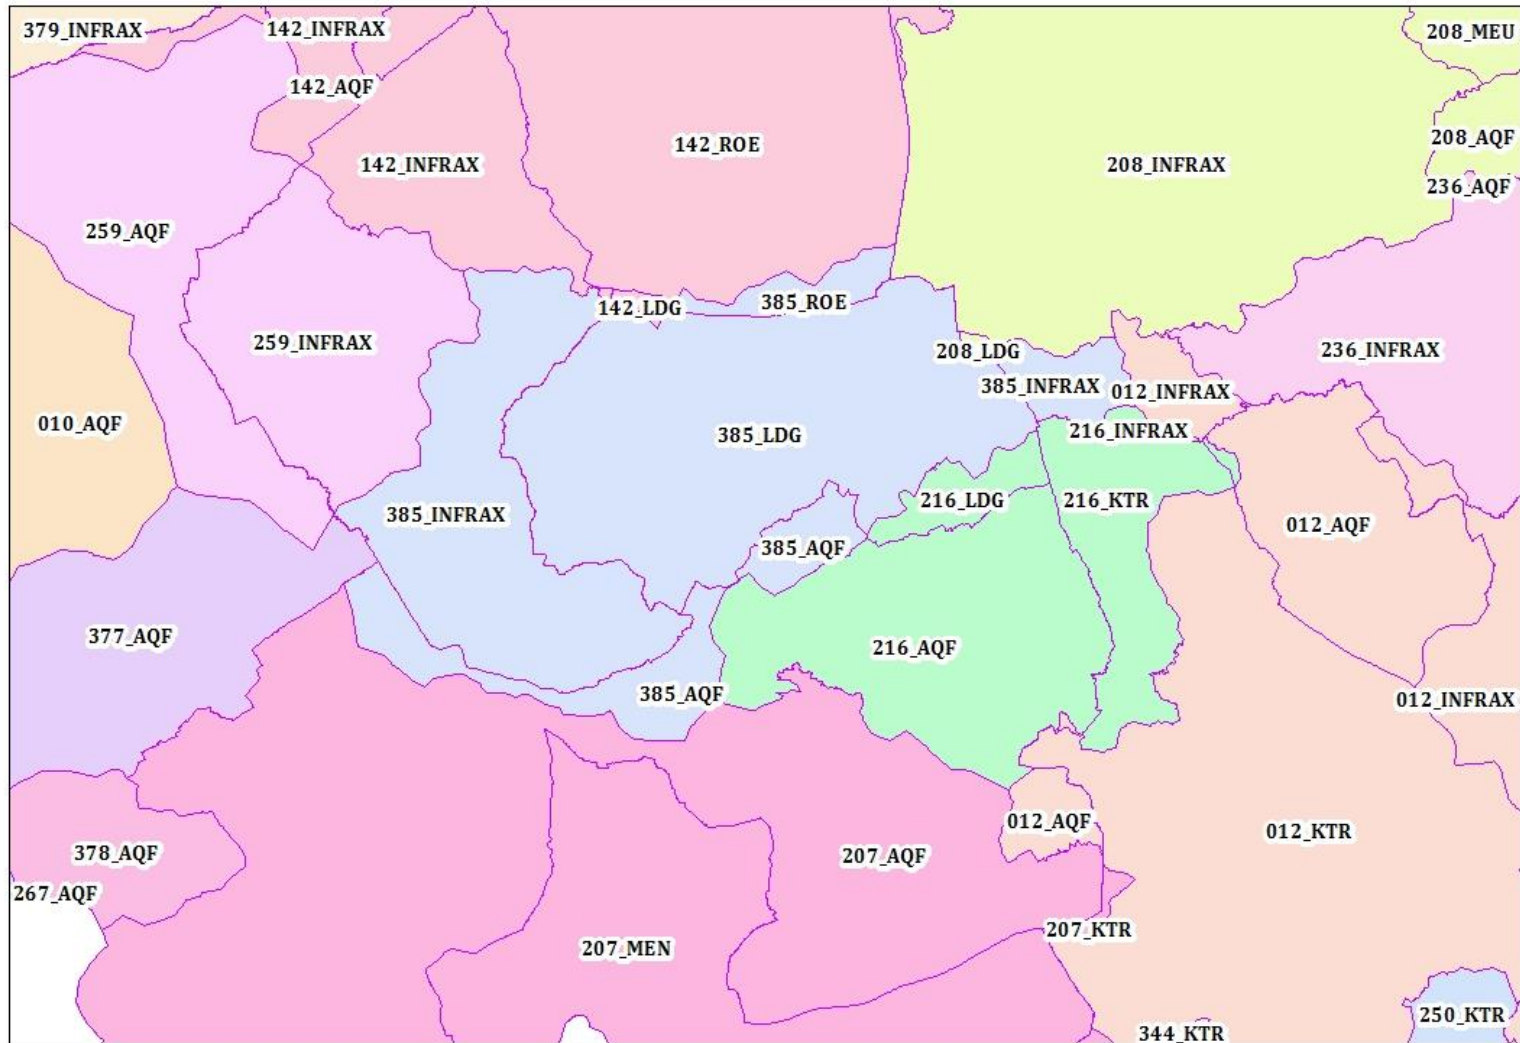 379_INFRAX
142_INFRAX
208_MEU
142_AQF
142_ROE
208_AQF
142_INFRAX
208_INFRAX
236_AQF
259_AQF
385_ROE
142_LDG
259_INFRAX
208_LDG
236_INFRAX
385_INFRAX
012_INFRAX
010_AQF
385_LDG
216_INFRAX
216_LDG
216_KTR
385_INFRAX
012_AQF
385_AQF
377_AQF
216_AQF
385_AQF
012_INFRAX
012_AQF
012_KTR
378_AQF
207_AQF
267_AQF
207_KTR
207_MEN
250_KTR
344_KTR